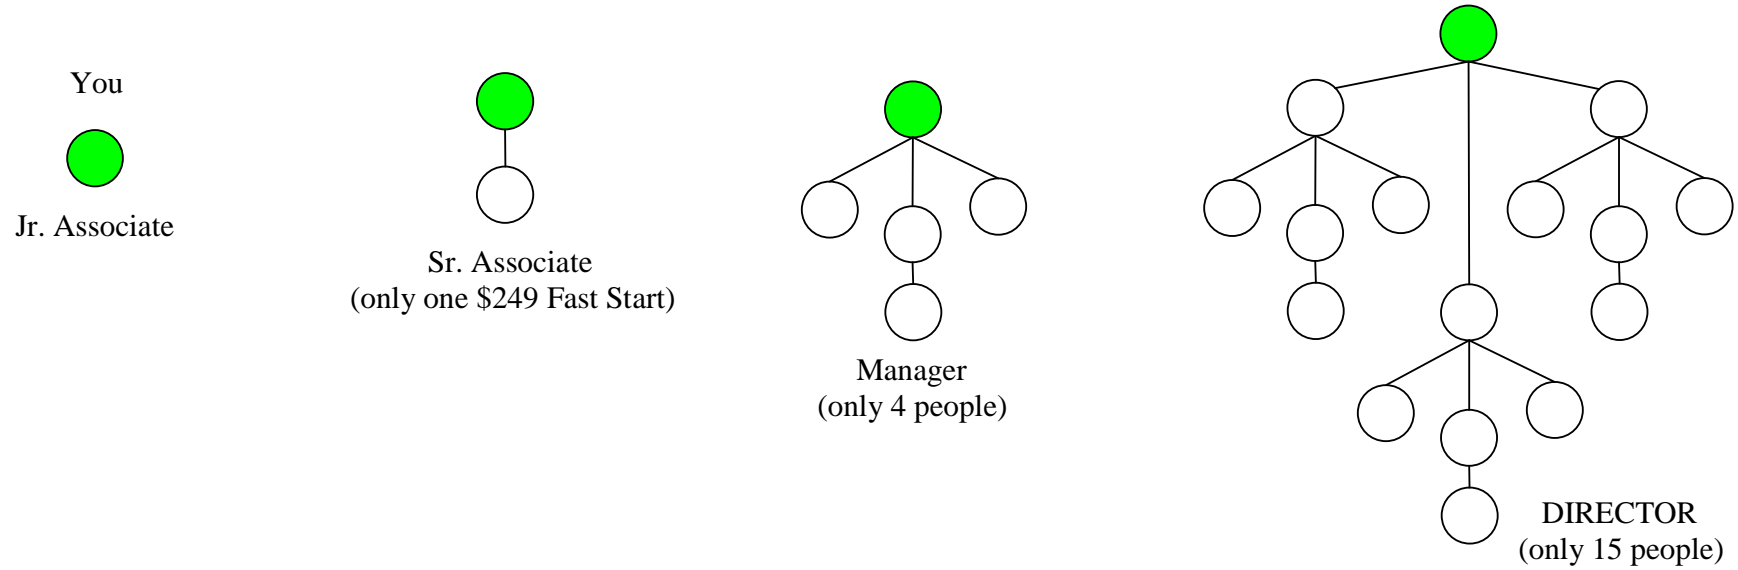 You
Jr. Associate
Sr. Associate
(only one $249 Fast Start)
Manager
(only 4 people)
DIRECTOR
(only 15 people)